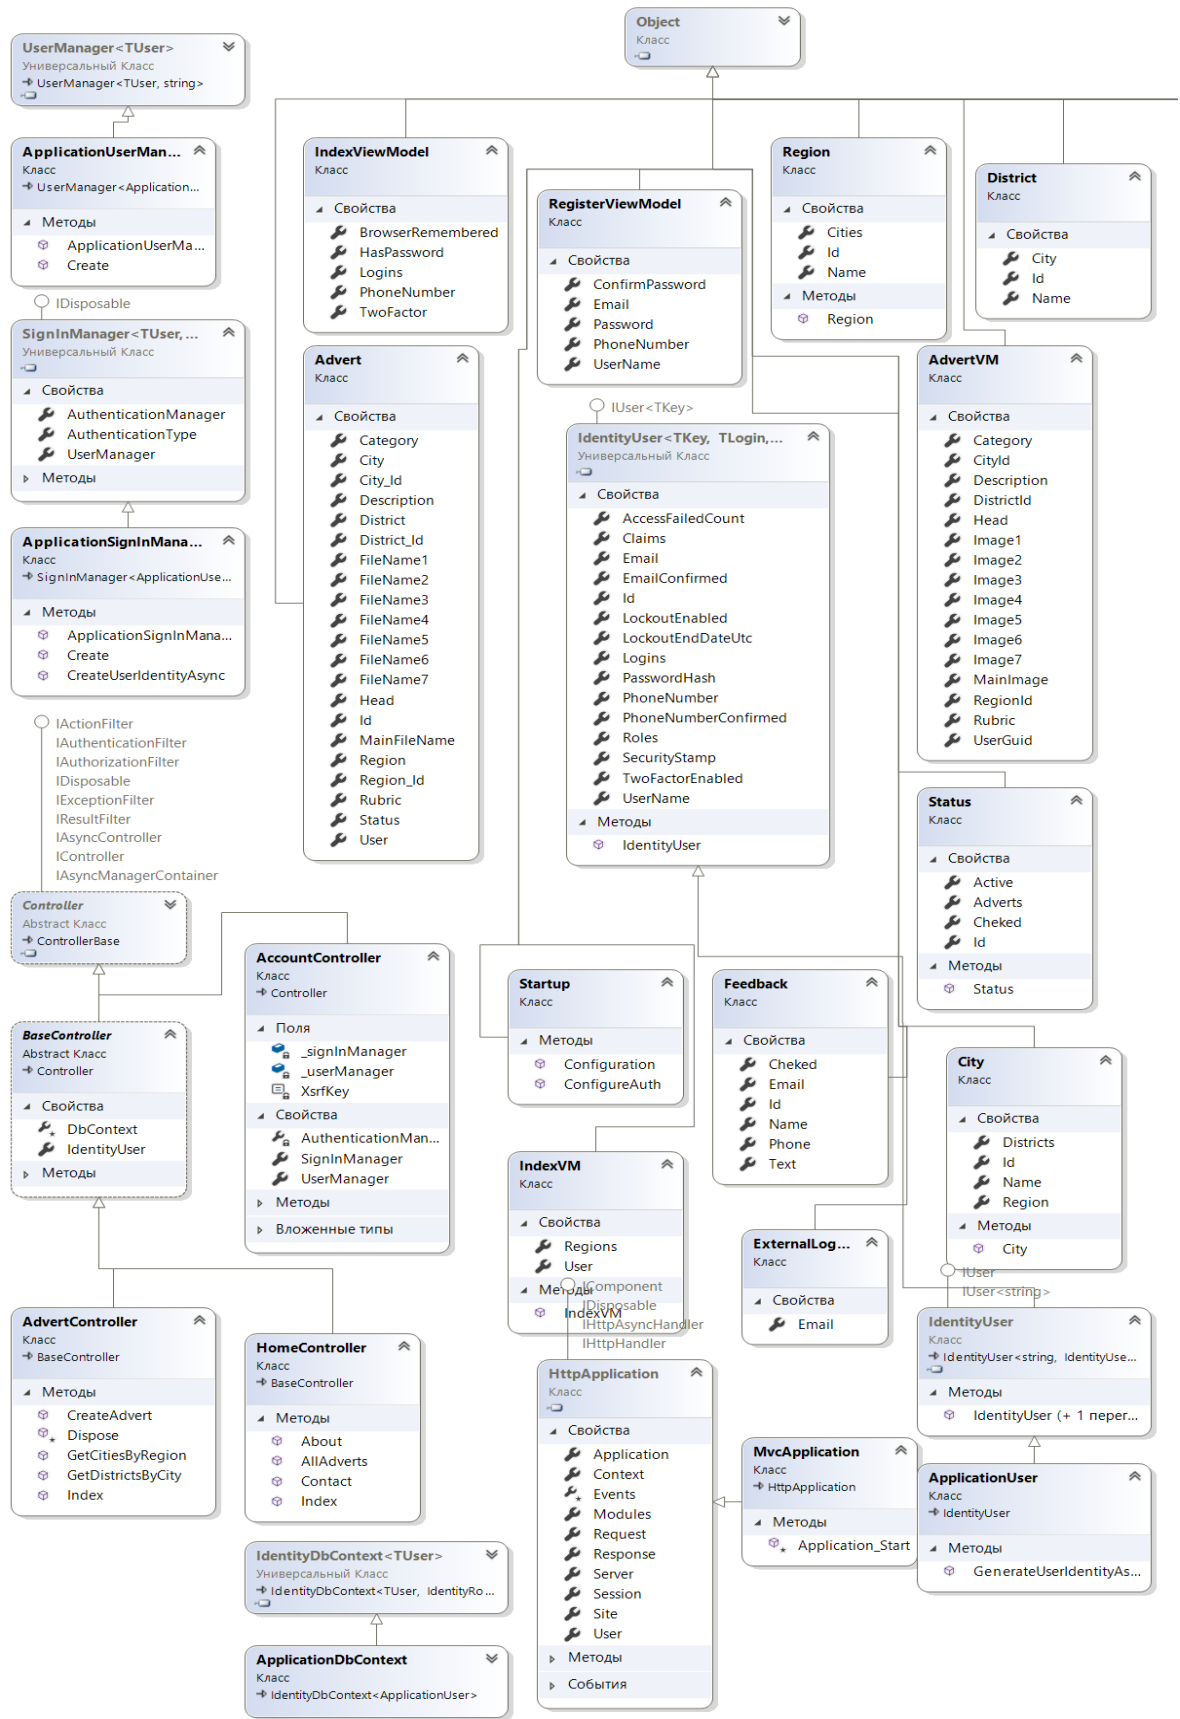 Object
Класс
UserManager<TUser>
Универсальный Класс
UserManager<TUser, string>
ApplicationUserMan...
Класс
UserManager<Application...
Методы
ApplicationUserMa...
Create
IDisposable
SignInManager<TUser,...
Универсальный Класс
Свойства
AuthenticationManager
AuthenticationType
UserManager
Методы
ApplicationSignInMana...
Класс
SignInManager<ApplicationUse...
Методы
ApplicationSignInMana...
Create
CreateUserIdentityAsync
IActionFilter
IAuthenticationFilter
IAuthorizationFilter
IDisposable
IExceptionFilter
IResultFilter
IAsyncController
IController
IAsyncManagerContainer
Controller
Abstract Класс
ControllerBase
BaseController
Abstract Класс
Controller
Свойства
DbContext
IdentityUser
Методы
AdvertController
Класс
BaseController
Методы
CreateAdvert
Dispose
GetCitiesByRegion
GetDistrictsByCity
Index
IndexViewModel
Класс
Свойства
BrowserRemembered
HasPassword
Logins
PhoneNumber
TwoFactor
Advert
Класс
Свойства
Category
City
City_Id
Description
District
District_Id
FileName1
FileName2
FileName3
FileName4
FileName5
FileName6
FileName7
Head
Id
MainFileName
Region
Region_Id
Rubric
Status
User
AccountController
Класс
Controller
Поля
_signInManager
_userManager
XsrfKey
Свойства
AuthenticationMan...
SignInManager
UserManager
Методы
Вложенные типы
HomeController
Класс
BaseController
Методы
About
AllAdverts
Contact
Index
IdentityDbContext<TUser>
Универсальный Класс
IdentityDbContext<TUser, IdentityRo...
ApplicationDbContext
Класс
IdentityDbContext<ApplicationUser>
RegisterViewModel
Класс
Свойства
ConfirmPassword
Email
Password
PhoneNumber
UserName
IUser<TKey>
IdentityUser<TKey, TLogin,...
Универсальный Класс
Свойства
AccessFailedCount
Claims
Email
EmailConfirmed
Id
LockoutEnabled
LockoutEndDateUtc
Logins
PasswordHash
PhoneNumber
PhoneNumberConfirmed
Roles
SecurityStamp
TwoFactorEnabled
UserName
Методы
IdentityUser
Startup
Класс
Методы
Configuration
ConfigureAuth
IndexVM
Класс
Свойства
Regions
User
Методы
IndexVM
IComponent
IDisposable
IHttpAsyncHandler
IHttpHandler
HttpApplication
Класс
Свойства
Application
Context
Events
Modules
Request
Response
Server
Session
Site
User
Методы
События
Region
Класс
Свойства
Cities
Id
Name
Методы
Region
District
Класс
Свойства
City
Id
Name
AdvertVM
Класс
Свойства
Category
CityId
Description
DistrictId
Head
Image1
Image2
Image3
Image4
Image5
Image6
Image7
MainImage
RegionId
Rubric
UserGuid
Status
Класс
Свойства
Active
Adverts
Cheked
Id
Методы
Status
Feedback
Класс
Свойства
Cheked
Email
Id
Name
Phone
Text
City
Класс
Свойства
Districts
Id
Name
Region
Методы
City
ExternalLog...
Класс
Свойства
Email
IUser
IUser<string>
IdentityUser
Класс
IdentityUser<string, IdentityUse...
Методы
IdentityUser (+ 1 перег...
MvcApplication
Класс
HttpApplication
Методы
Application_Start
ApplicationUser
Класс
IdentityUser
Методы
GenerateUserIdentityAs...